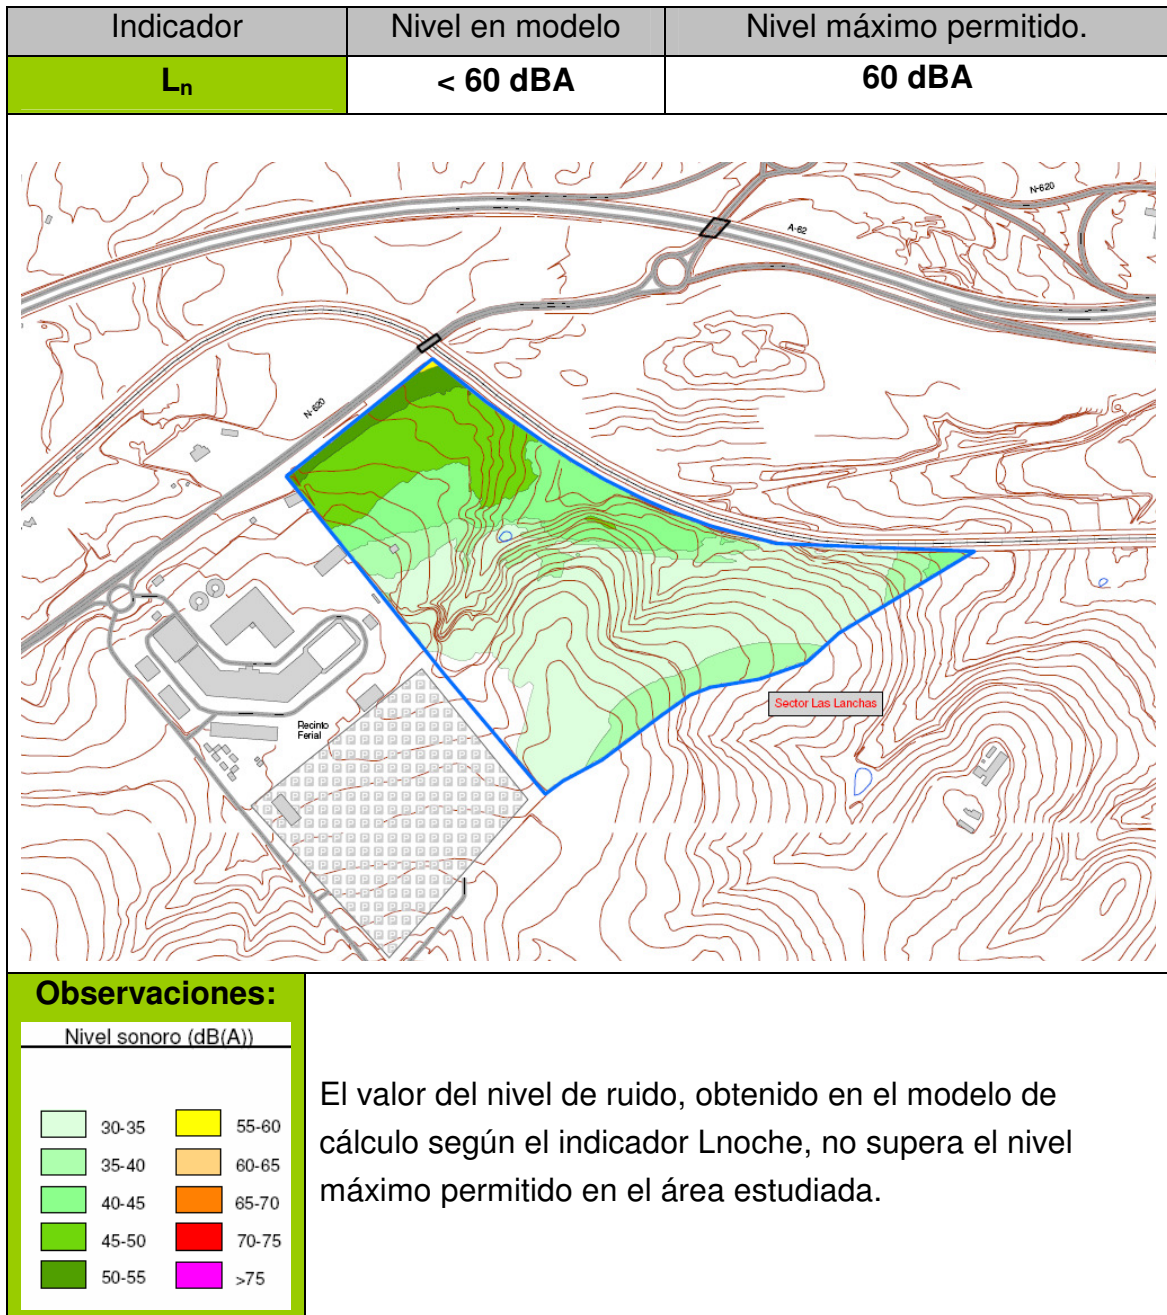 Indicador Nivel en modelo Nivel máximo permitido.
Ln < 60 dBA 60 dBA
N-620
A-62
N-620
Sector Las Lanchas
Recinto
Ferial
Observaciones:
Nivel sonoro (dB(A))
30-35 55-60
35-40 60-65
40-45 65-70
45-50 70-75
50-55 >75
El valor del nivel de ruido, obtenido en el modelo de
cálculo según el indicador Lnoche, no supera el nivel
máximo permitido en el área estudiada.